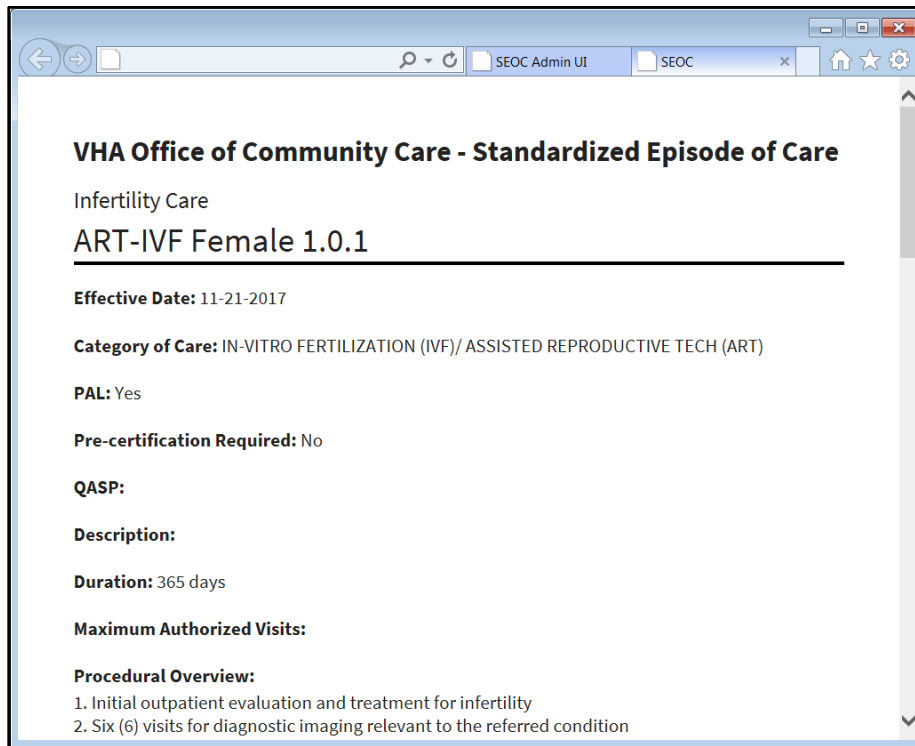 SEOC Admin UI
SEOC
VHA Office of Community Care - Standardized Episode of Care
Infertility Care
ART-IVF Female 1.0.1
Effective Date: 11-21-2017
Category of Care: IN-VITRO FERTILIZATION (IVF)/ ASSISTED REPRODUCTIVE TECH (ART)
PAL: Yes
Pre-certification Required: No
QASP:
Description:
Duration: 365 days
Maximum Authorized Visits:
Procedural Overview:
1. Initial outpatient evaluation and treatment for infertility
2. Six (6) visits for diagnostic imaging relevant to the referred condition